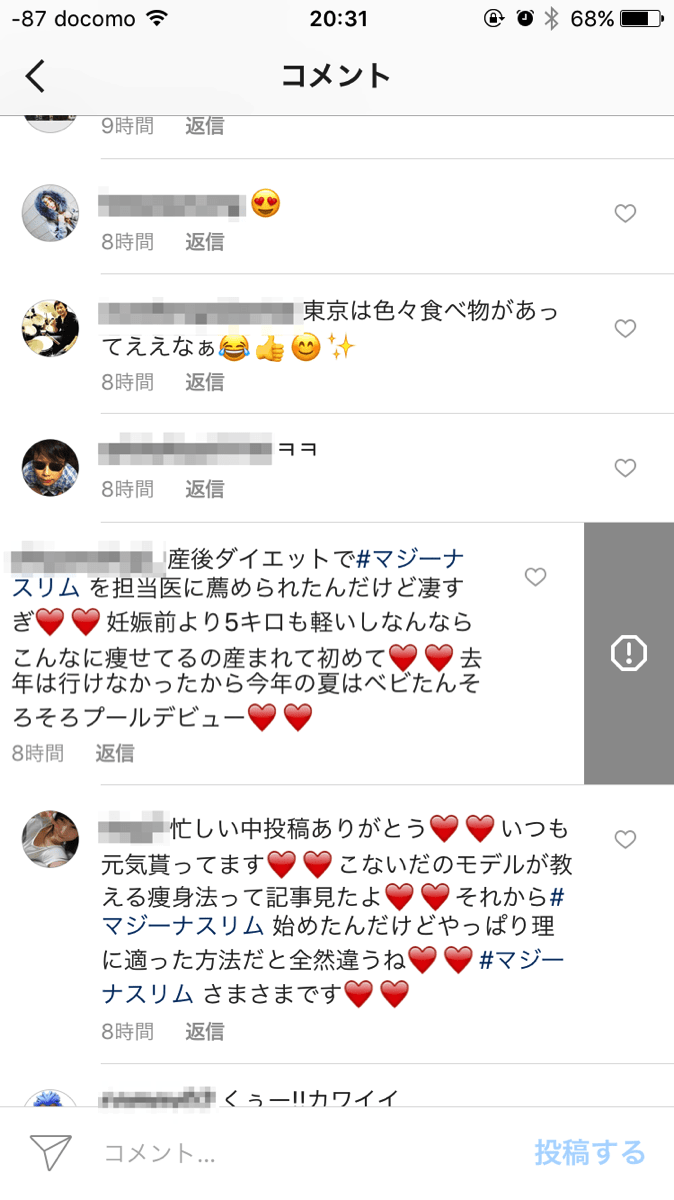 -87 docomo 20:31 68%
コメント
9時間 返信
😍
8時間 返信
東京は色々食べ物があっ
てええなぁ😂👍😊✨
8時間 返信
ㅋㅋ
8時間 返信
産後ダイエットで#マジーナ
スリム を担当医に薦められたんだけど凄す
ぎ❤️❤️妊娠前より5キロも軽いしなんなら
こんなに痩せてるの産まれて初めて❤️❤️去
年は行けなかったから今年の夏はベビたんそ
ろそろプールデビュー❤️❤️
8時間 返信
忙しい中投稿ありがとう❤️❤️いつも
元気貰ってます❤️❤️こないだのモデルが教
える痩身法って記事見たよ❤️❤️それから#
マジーナスリム 始めたんだけどやっぱり理
に適った方法だと全然違うね❤️❤️#マジー
ナスリム さまさまです❤️❤️
8時間 返信
くぅー!!カワイイ
コメント... 投稿する